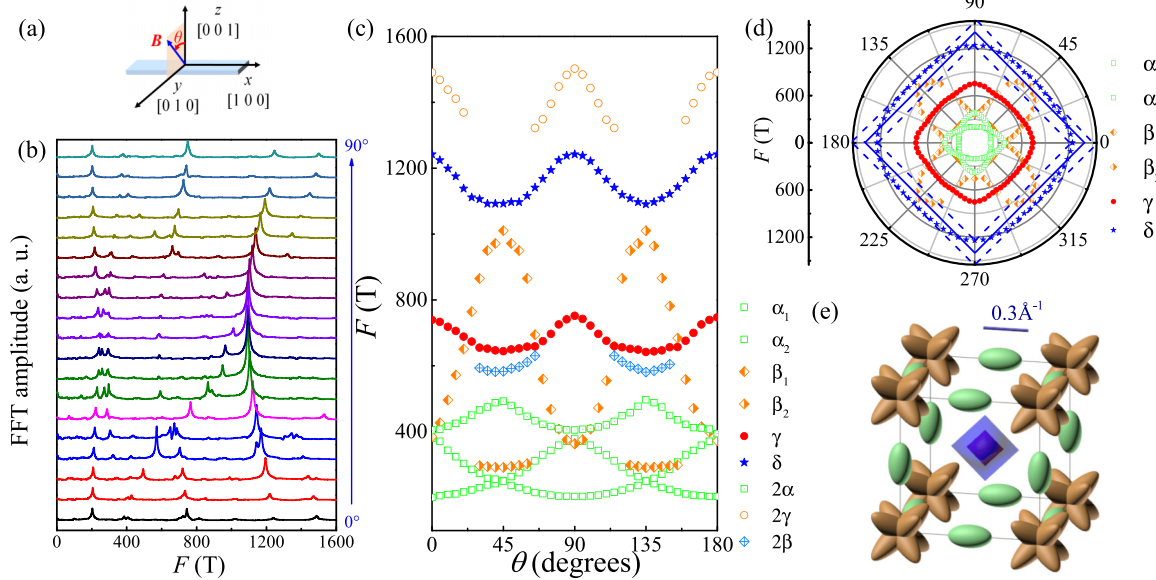 (a)
z
[0 0 1]
B
θ
x
[1 0 0]
y
[0 1 0]
(b)
90°
0°
FFT amplitude (a. u.)
0 400 800 1200 1600
F (T)
(c)
1600
1200
800
400
F (T)
0 45 90 135 180
θ (degrees)
α₁
α₂
β₁
β₂
γ
δ
2α
2γ
2β
(d)
1200
600
0
600
1200
F (T)
90
135
45
180
0
225
315
270
α
α
β
β
γ
δ
(e)
0.3Å⁻¹